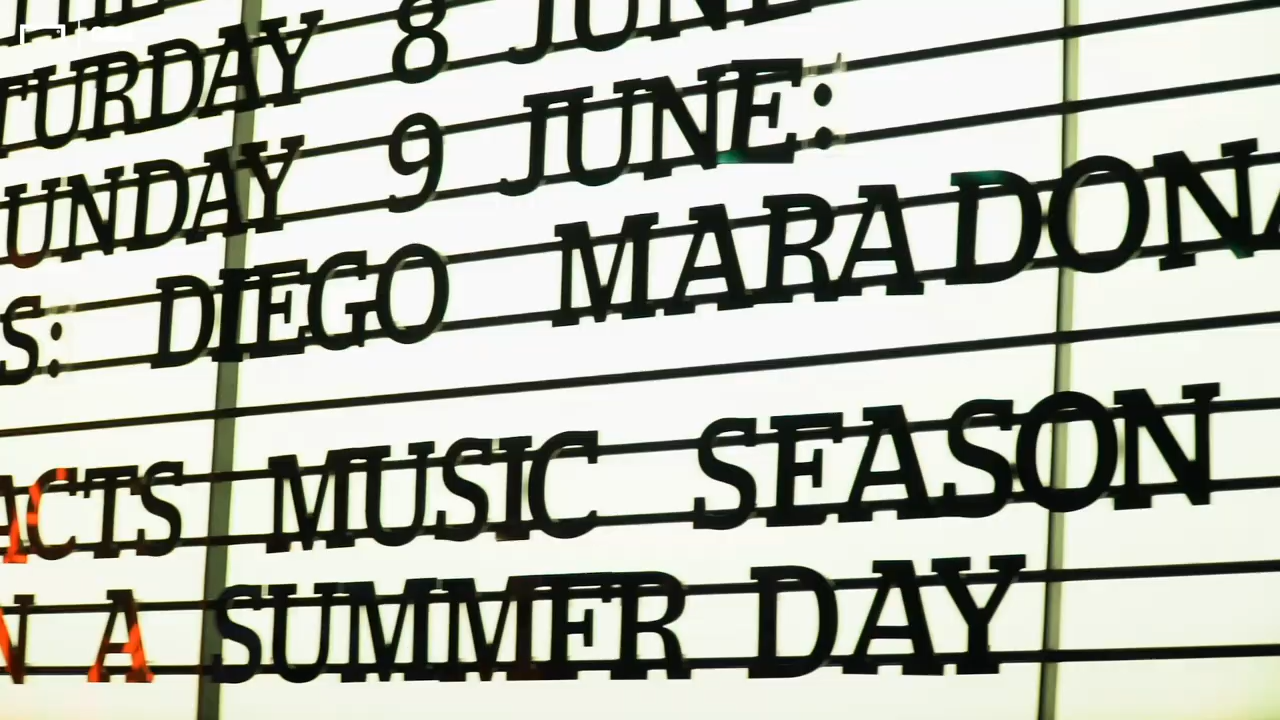 TURDAY 8 JUNE
UNDAY 9 JUNE:
S: DIEGO MARADONA
ACTS MUSIC SEASON
N A SUMMER DAY